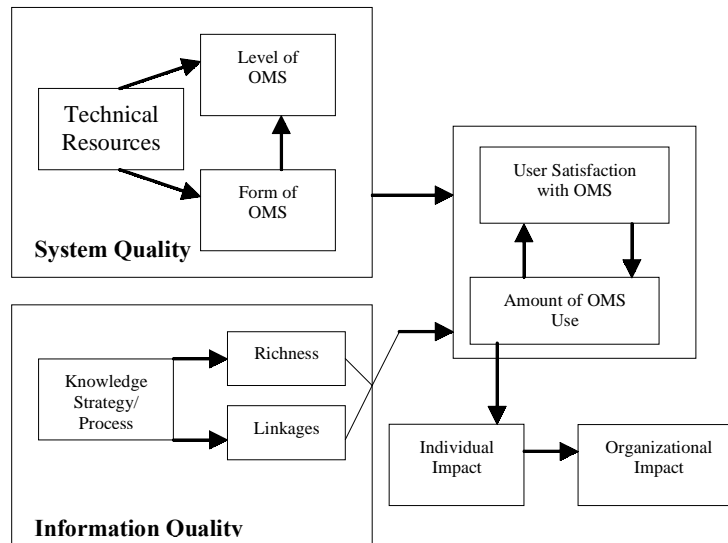 Level of
OMS
Technical
Resources
Form of
OMS
System Quality
User Satisfaction
with OMS
Amount of OMS
Use
Richness
Knowledge
Strategy/
Process
Linkages
Individual
Impact
Organizational
Impact
Information Quality